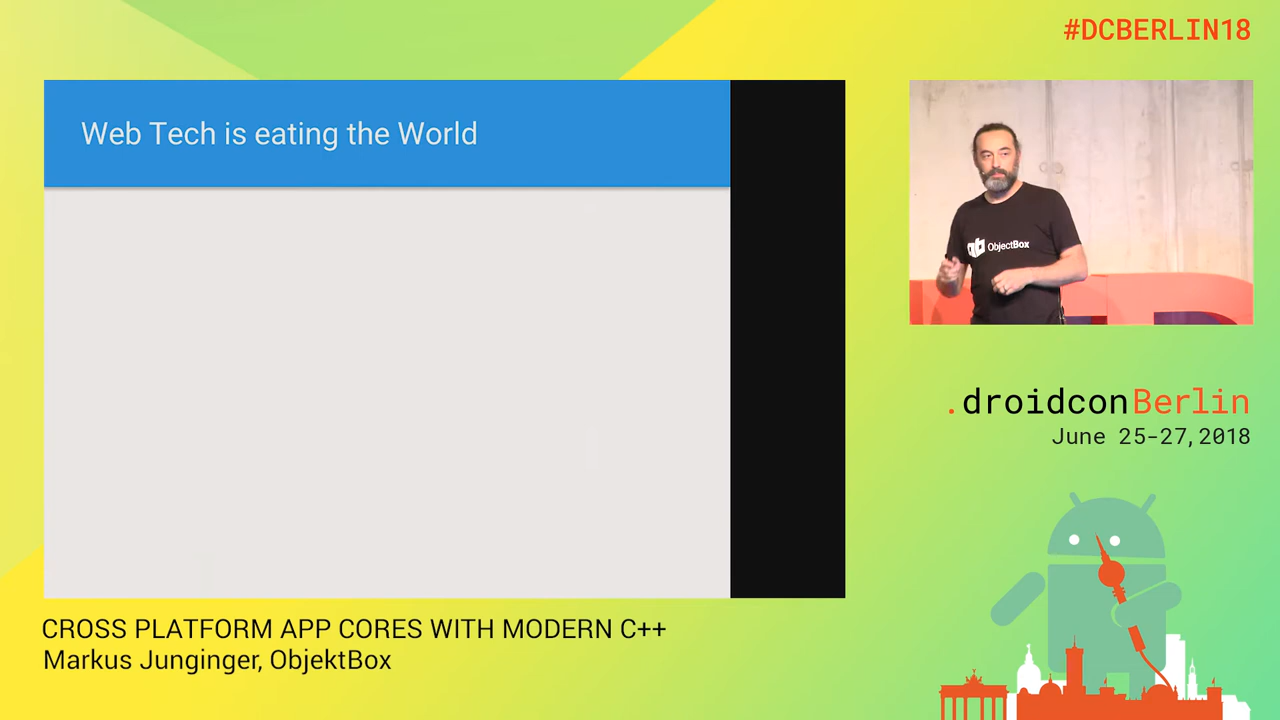 #DCBERLIN18
Web Tech is eating the World
ObjectBox
.droidconBerlin
June 25-27, 2018
CROSS PLATFORM APP CORES WITH MODERN C++
Markus Junginger, ObjektBox